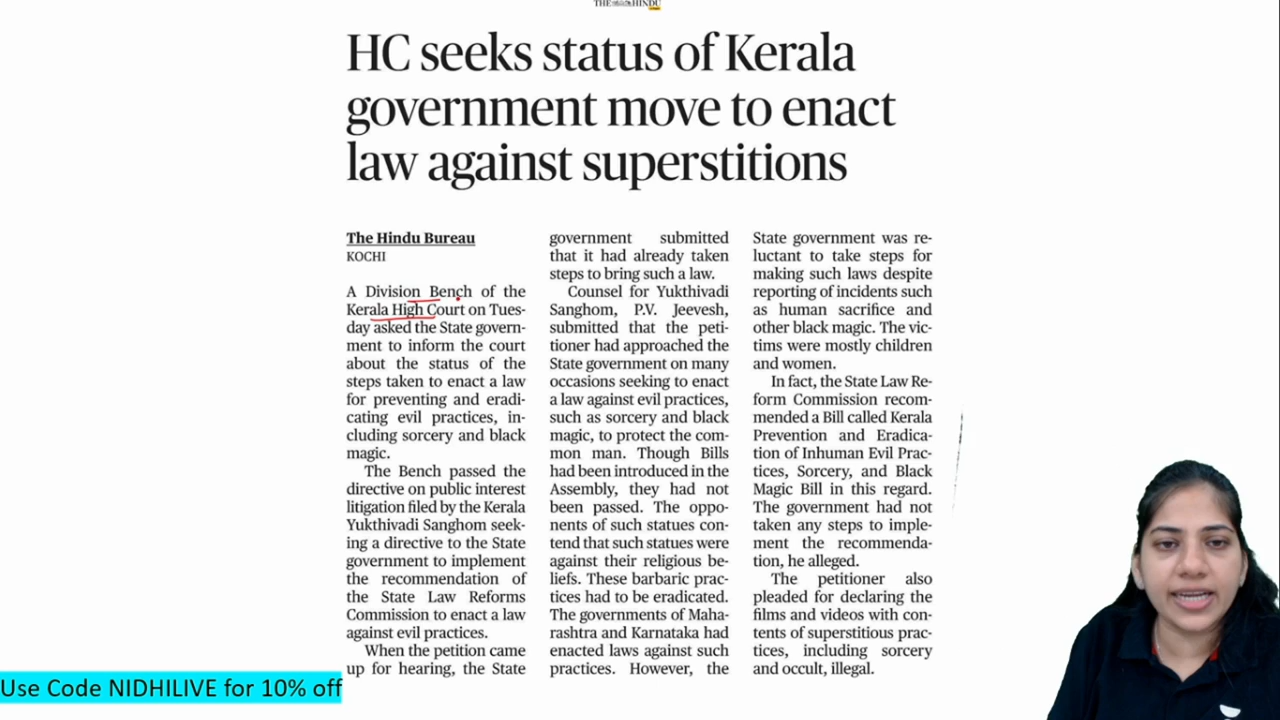 THE HINDU
HC seeks status of Kerala
government move to enact
law against superstitions
The Hindu Bureau
KOCHI
A Division Bench of the
Kerala High Court on Tues-
day asked the State govern-
ment to inform the court
about the status of the
steps taken to enact a law
for preventing and eradi-
cating evil practices, in-
cluding sorcery and black
magic.
The Bench passed the
directive on public interest
litigation filed by the Kerala
Yukthivadi Sanghom seek-
ing a directive to the State
government to implement
the recommendation of
the State Law Reforms
Commission to enact a law
against evil practices.
When the petition came
up for hearing, the State
government submitted
that it had already taken
steps to bring such a law.
Counsel for Yukthivadi
Sanghom, P.V. Jeevesh,
submitted that the peti-
tioner had approached the
State government on many
occasions seeking to enact
a law against evil practices,
such as sorcery and black
magic, to protect the com-
mon man. Though Bills
had been introduced in the
Assembly, they had not
been passed. The oppo-
nents of such statues con-
tend that such statues were
against their religious be-
liefs. These barbaric prac-
tices had to be eradicated.
The governments of Maha-
rashtra and Karnataka had
enacted laws against such
practices. However, the
State government was re-
luctant to take steps for
making such laws despite
reporting of incidents such
as human sacrifice and
other black magic. The vic-
tims were mostly children
and women.
In fact, the State Law Re-
form Commission recom-
mended a Bill called Kerala
Prevention and Eradica-
tion of Inhuman Evil Prac-
tices, Sorcery, and Black
Magic Bill in this regard.
The government had not
taken any steps to imple-
ment the recommenda-
tion, he alleged.
The petitioner also
pleaded for declaring the
films and videos with con-
tents of superstitious prac-
tices, including sorcery
and occult, illegal.
Use Code NIDHILIVE for 10% off